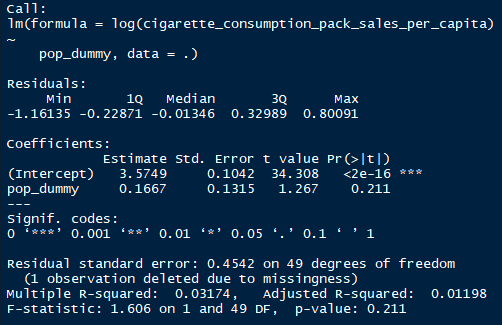 Call:
lm(formula = log(cigarette_consumption_pack_sales_per_capita)
~
    pop_dummy, data = .)
Residuals:
     Min       1Q   Median       3Q      Max
-1.16135 -0.22871 -0.01346  0.32989  0.80091
Coefficients:
            Estimate Std. Error t value Pr(>|t|)
(Intercept)   3.5749     0.1042  34.308   <2e-16 ***
pop_dummy     0.1667     0.1315   1.267    0.211
---
Signif. codes:
0 ‘***’ 0.001 ‘**’ 0.01 ‘*’ 0.05 ‘.’ 0.1 ‘ ’ 1
Residual standard error: 0.4542 on 49 degrees of freedom
  (1 observation deleted due to missingness)
Multiple R-squared:  0.03174,   Adjusted R-squared:  0.01198
F-statistic: 1.606 on 1 and 49 DF,  p-value: 0.211